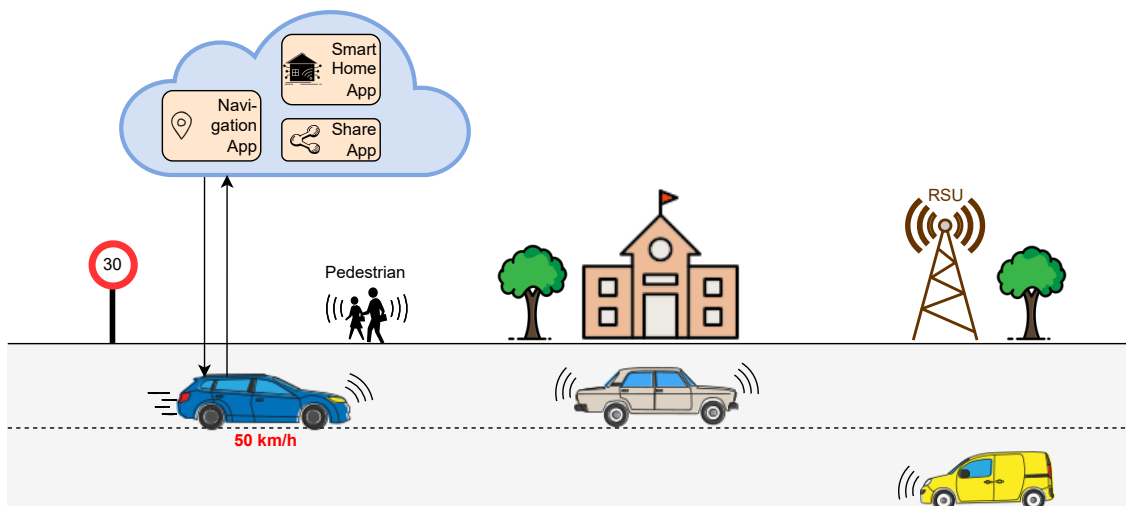 Smart
Home
App
Navi-
gation
App
Share
App
RSU
30
Pedestrian
50 km/h